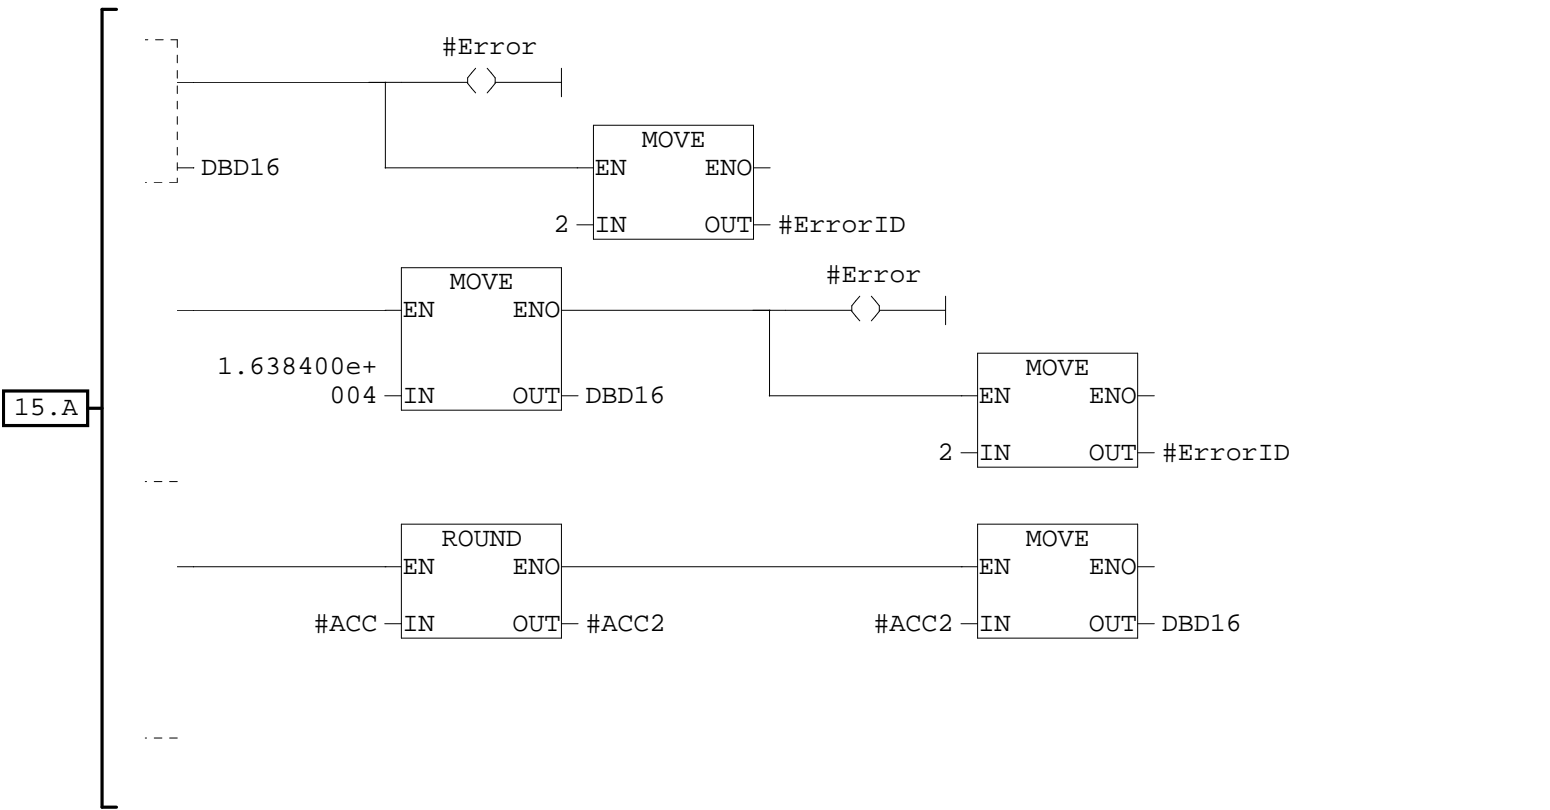 #Error
MOVE
DBD16 EN ENO
2 IN OUT #ErrorID
MOVE #Error
EN ENO
1.638400e+ MOVE
004 IN OUT DBD16 EN ENO
15.A
2 IN OUT #ErrorID
ROUND MOVE
EN ENO EN ENO
#ACC IN OUT #ACC2 #ACC2 IN OUT DBD16